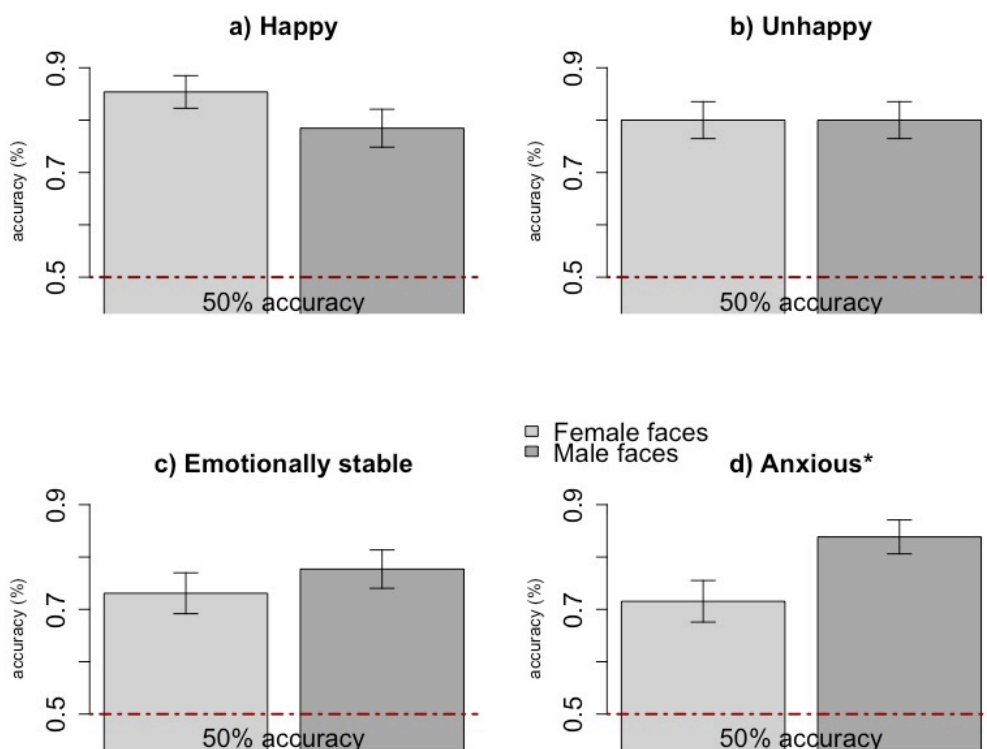 a) Happy
accuracy (%)
0.9
0.7
0.5
50% accuracy
b) Unhappy
accuracy (%)
0.9
0.7
0.5
50% accuracy
Female faces
Male faces
c) Emotionally stable
accuracy (%)
0.9
0.7
0.5
50% accuracy
d) Anxious*
accuracy (%)
0.9
0.7
0.5
50% accuracy